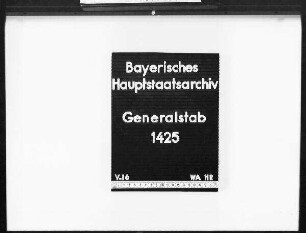 Bayerisches
Hauptstaatsarchiv
Generalstab
1425
V.16 WA HR